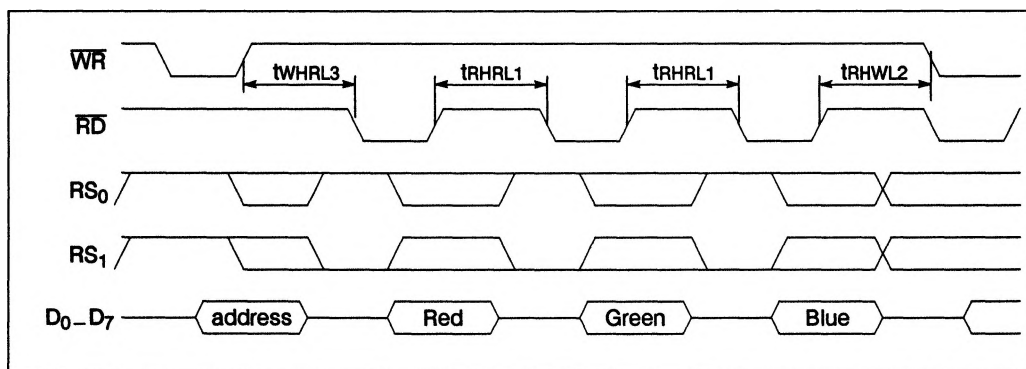 WR tWHRL3 tRHRL1 tRHRL1 tRHWL2
RD
RS0
RS1
D0–D7 address Red Green Blue